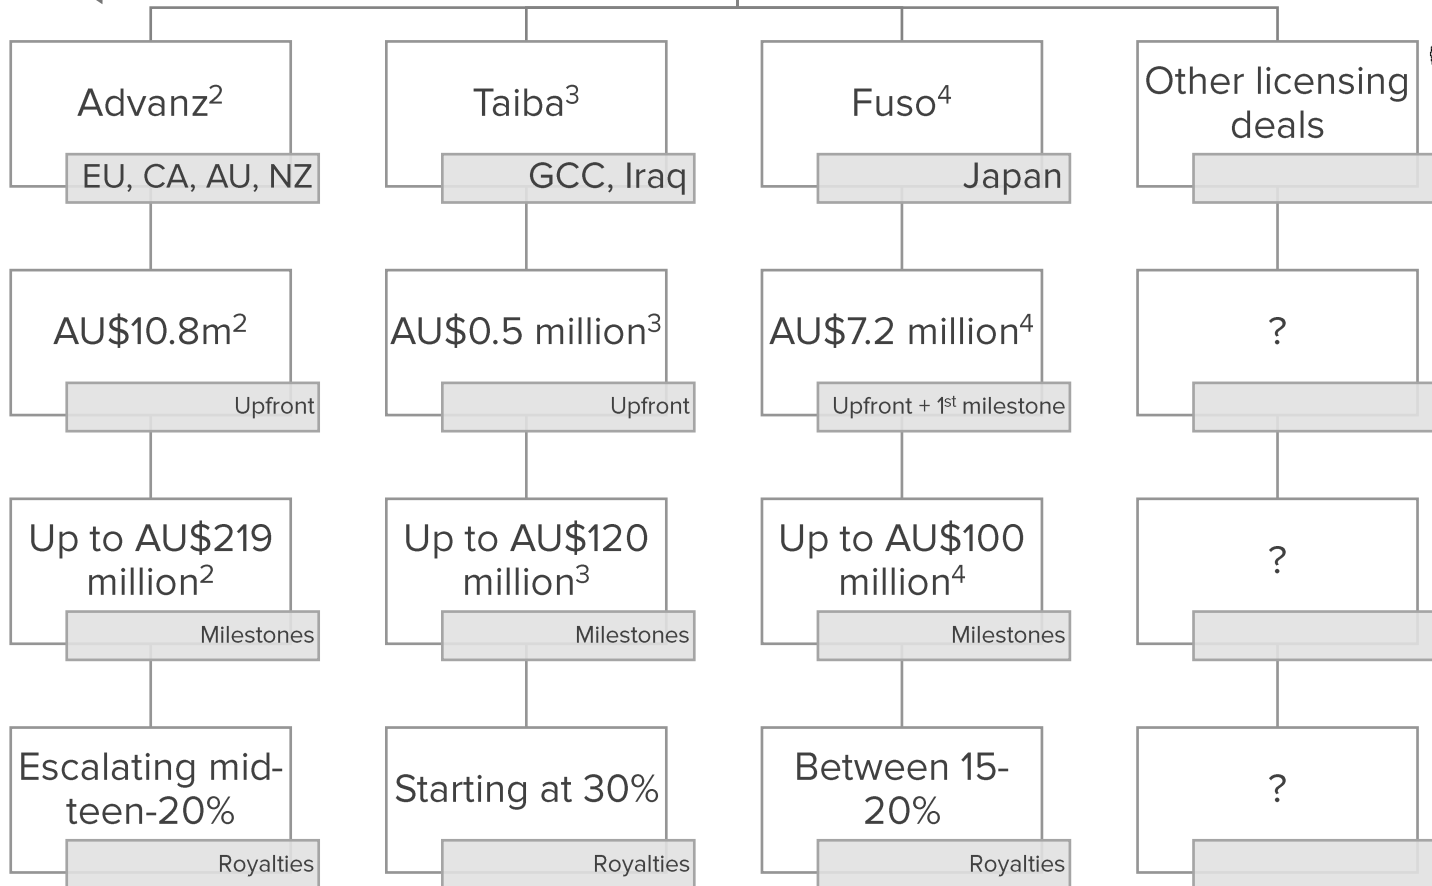 Advanz²
EU, CA, AU, NZ
Taiba³
GCC, Iraq
Fuso⁴
Japan
Other licensing
deals
AU$10.8m²
Upfront
AU$0.5 million³
Upfront
AU$7.2 million⁴
Upfront + 1ˢᵗ milestone
?
Up to AU$219
million²
Milestones
Up to AU$120
million³
Milestones
Up to AU$100
million⁴
Milestones
?
Escalating mid-
teen-20%
Royalties
Starting at 30%
Royalties
Between 15-
20%
Royalties
?